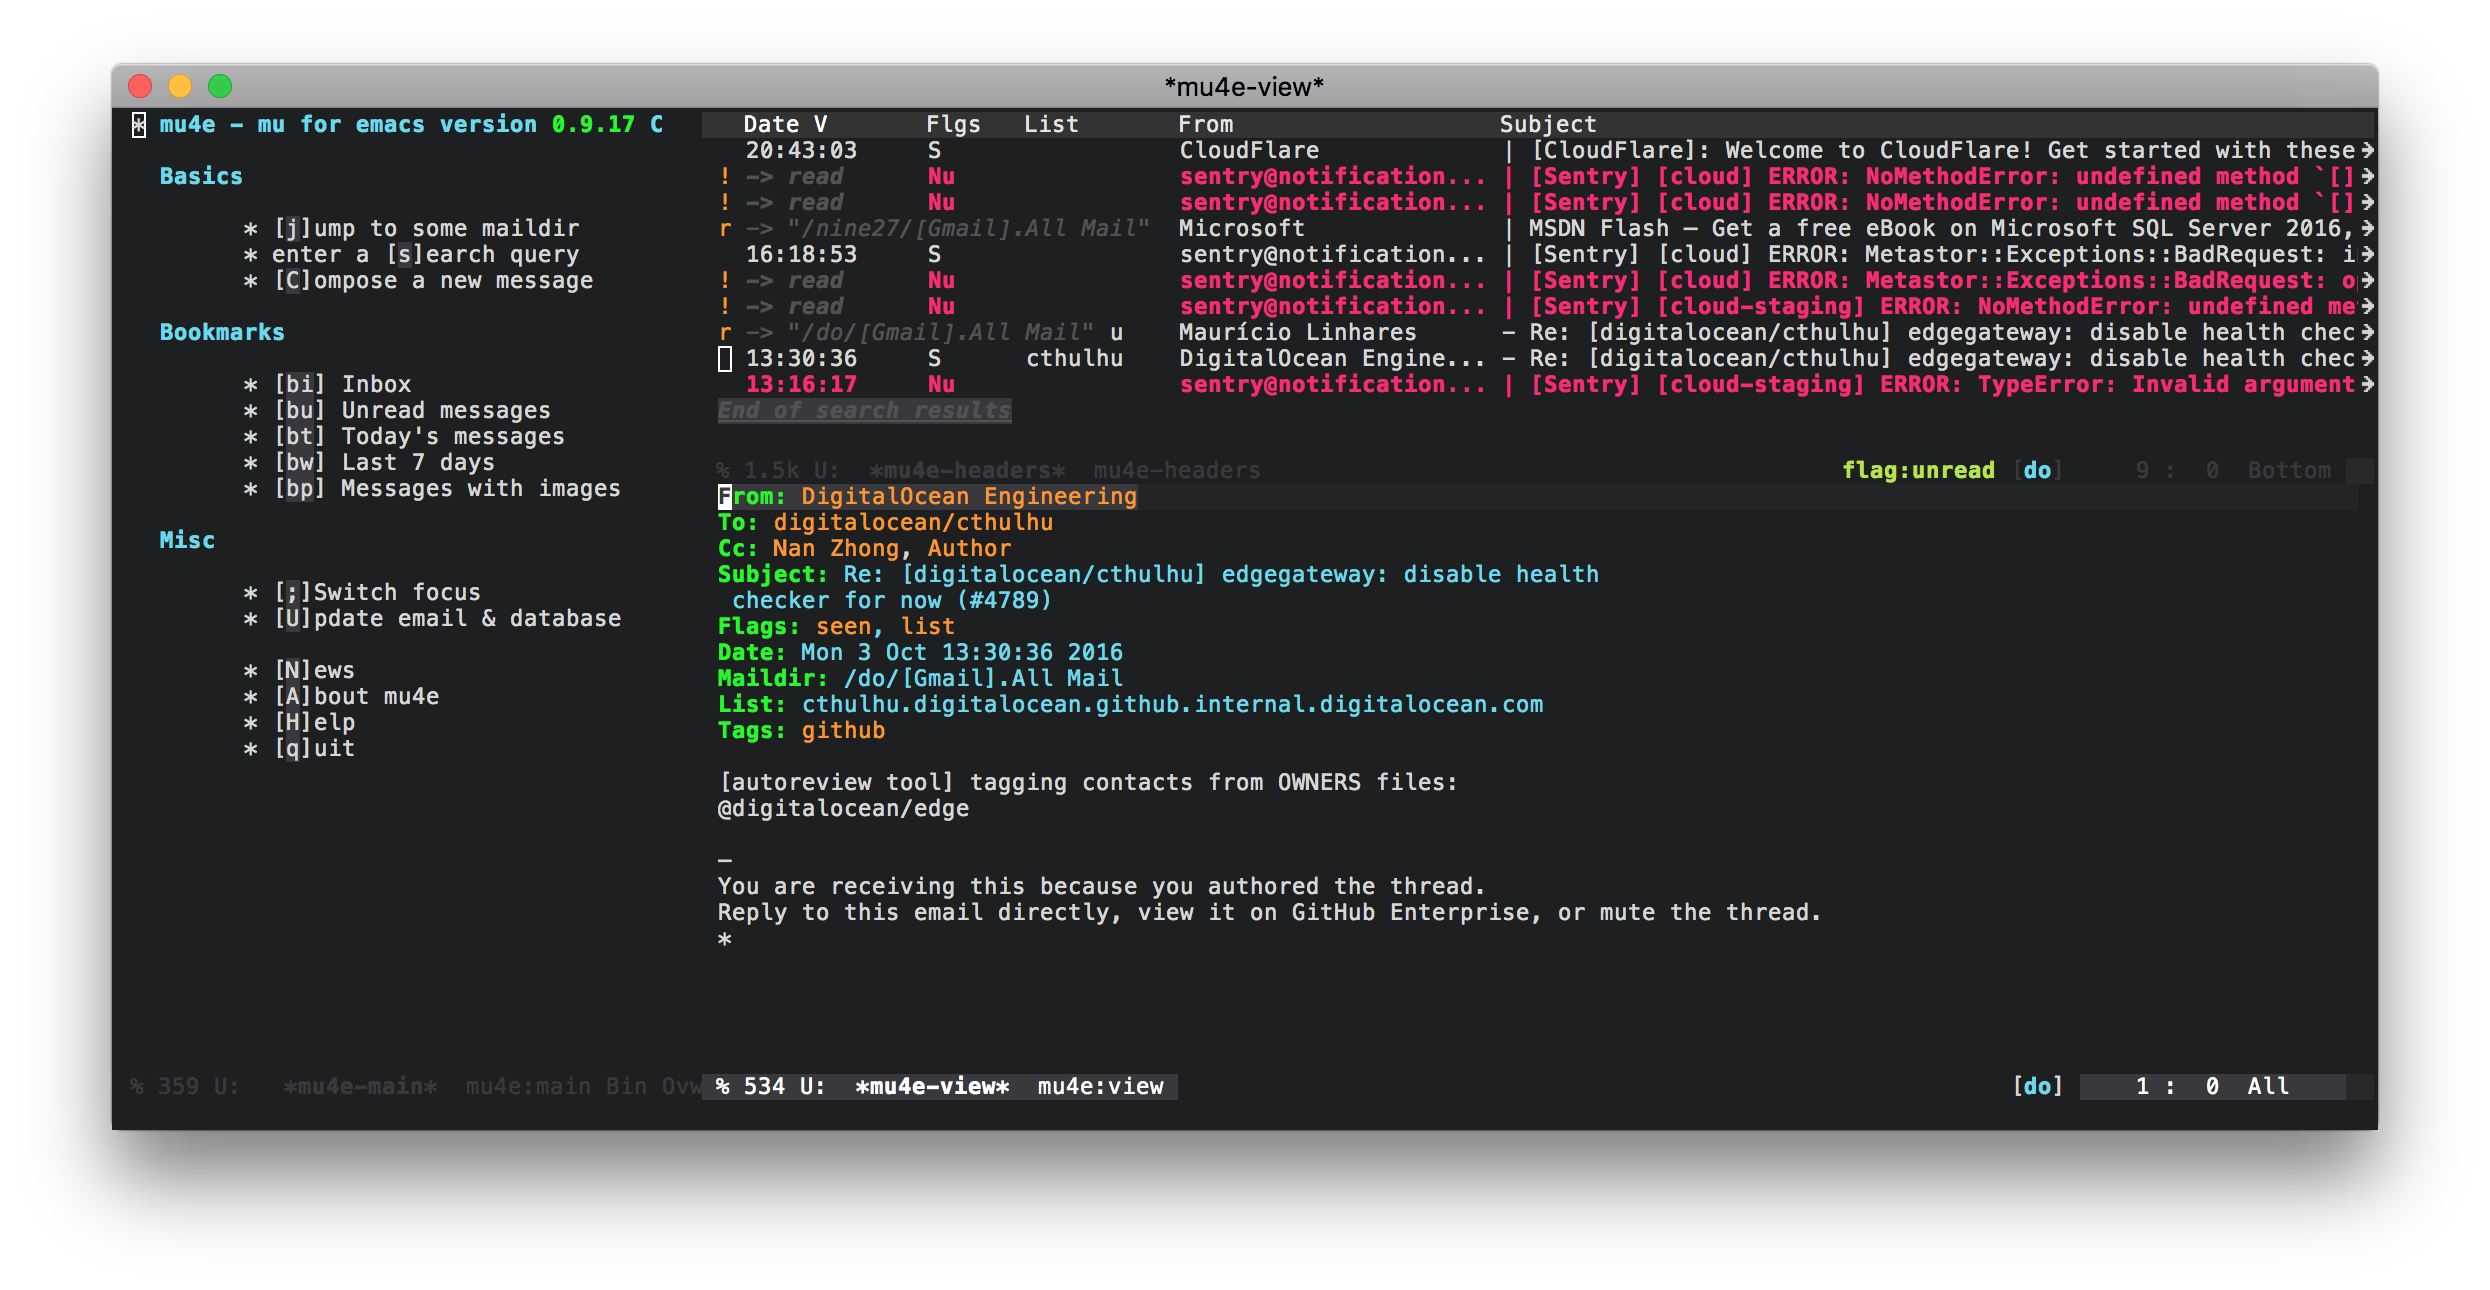 *mu4e-view*
* mu4e - mu for emacs version 0.9.17 C
Basics
* [j]ump to some maildir
* enter a [s]earch query
* [C]ompose a new message
Bookmarks
* [bi] Inbox
* [bu] Unread messages
* [bt] Today's messages
* [bw] Last 7 days
* [bp] Messages with images
Misc
* [;]Switch focus
* [U]pdate email & database
* [N]ews
* [A]bout mu4e
* [H]elp
* [q]uit
% 359 U: *mu4e-main* mu4e:main Bin Ovw
Date V Flgs List From Subject
20:43:03 S CloudFlare | [CloudFlare]: Welcome to CloudFlare! Get started with these
! -> read Nu sentry@notification... | [Sentry] [cloud] ERROR: NoMethodError: undefined method `[]
! -> read Nu sentry@notification... | [Sentry] [cloud] ERROR: NoMethodError: undefined method `[]
r -> "/nine27/[Gmail].All Mail" Microsoft | MSDN Flash – Get a free eBook on Microsoft SQL Server 2016,
16:18:53 S sentry@notification... | [Sentry] [cloud] ERROR: Metastor::Exceptions::BadRequest: i
! -> read Nu sentry@notification... | [Sentry] [cloud] ERROR: Metastor::Exceptions::BadRequest: o
! -> read Nu sentry@notification... | [Sentry] [cloud-staging] ERROR: NoMethodError: undefined me
r -> "/do/[Gmail].All Mail" u Maurício Linhares - Re: [digitalocean/cthulhu] edgegateway: disable health chec
13:30:36 S cthulhu DigitalOcean Engine... - Re: [digitalocean/cthulhu] edgegateway: disable health chec
13:16:17 Nu sentry@notification... | [Sentry] [cloud-staging] ERROR: TypeError: Invalid argument
End of search results
% 1.5k U: *mu4e-headers* mu4e-headers flag:unread [do] 9 : 0 Bottom
From: DigitalOcean Engineering
To: digitalocean/cthulhu
Cc: Nan Zhong, Author
Subject: Re: [digitalocean/cthulhu] edgegateway: disable health
checker for now (#4789)
Flags: seen, list
Date: Mon 3 Oct 13:30:36 2016
Maildir: /do/[Gmail].All Mail
List: cthulhu.digitalocean.github.internal.digitalocean.com
Tags: github
[autoreview tool] tagging contacts from OWNERS files:
@digitalocean/edge
—
You are receiving this because you authored the thread.
Reply to this email directly, view it on GitHub Enterprise, or mute the thread.
*
% 534 U: *mu4e-view* mu4e:view [do] 1 : 0 All